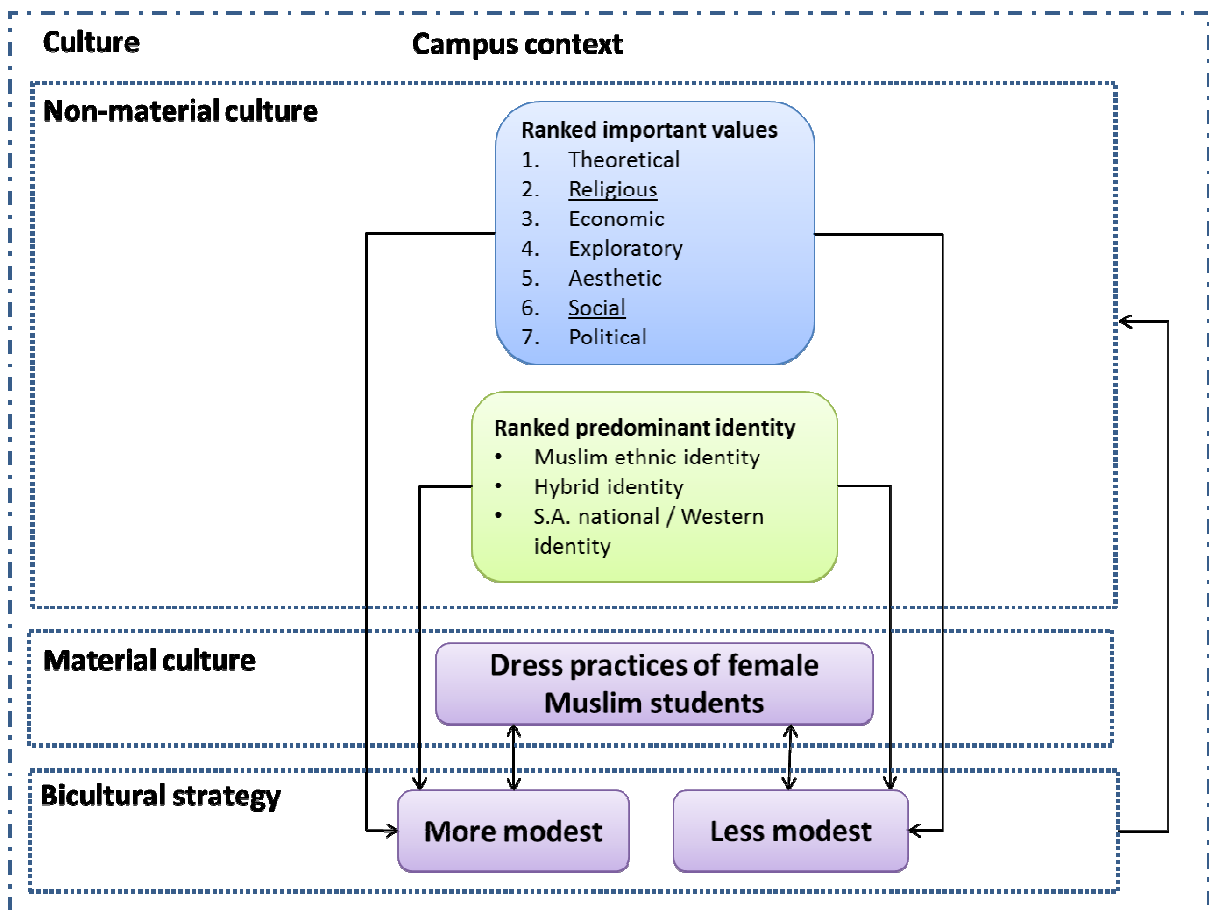 Culture
Campus context
Non-material culture
Ranked important values
1. Theoretical
2. Religious
3. Economic
4. Exploratory
5. Aesthetic
6. Social
7. Political
Ranked predominant identity
• Muslim ethnic identity
• Hybrid identity
• S.A. national / Western
identity
Material culture
Dress practices of female
Muslim students
Bicultural strategy
More modest
Less modest